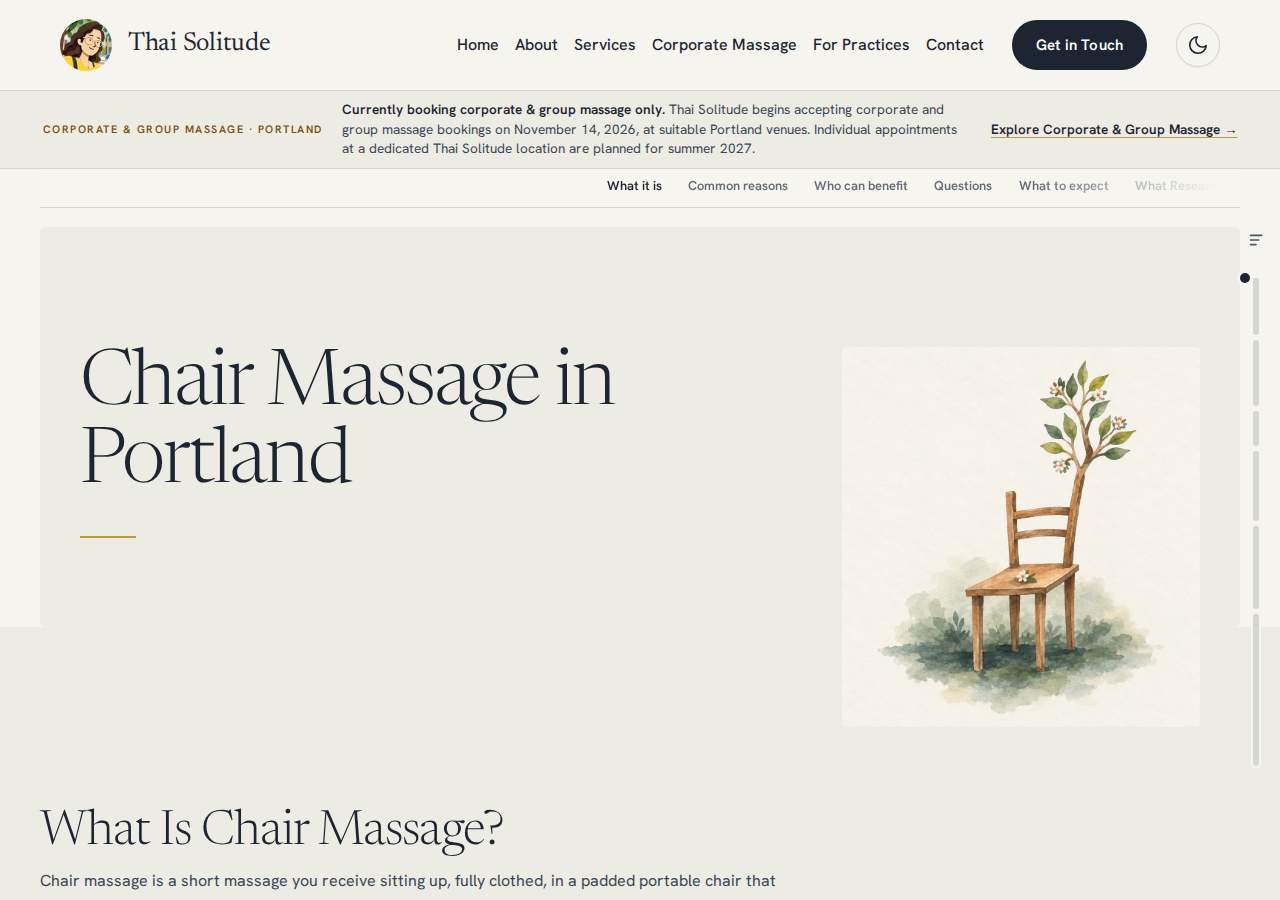 Thai Solitude
Home About Services Corporate Massage For Practices Contact Get in Touch
CORPORATE & GROUP MASSAGE · PORTLAND
Currently booking corporate & group massage only. Thai Solitude begins accepting corporate and
group massage bookings on November 14, 2026, at suitable Portland venues. Individual appointments
at a dedicated Thai Solitude location are planned for summer 2027.
Explore Corporate & Group Massage →
What it is Common reasons Who can benefit Questions What to expect What
Chair Massage in
Portland
What Is Chair Massage?
Chair massage is a short massage you receive sitting up, fully clothed, in a padded portable chair that